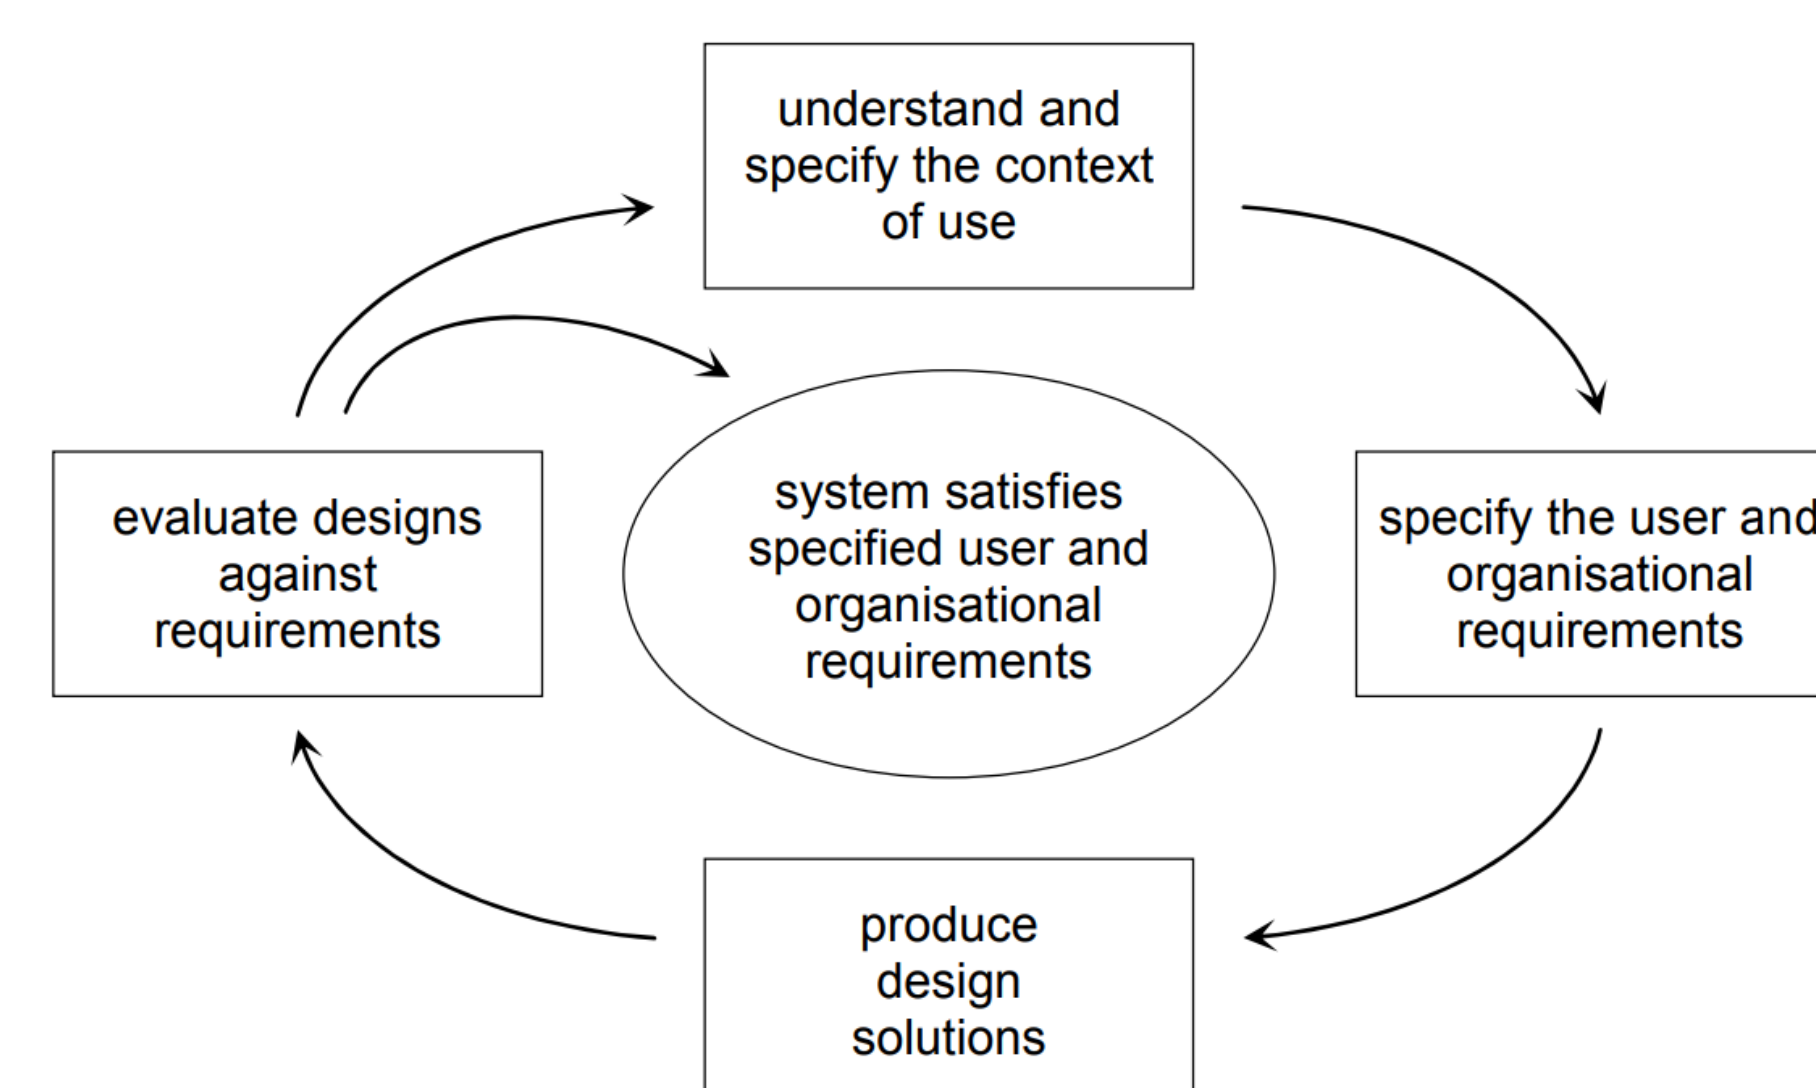 understand and
specify the context
of use
evaluate designs
against
requirements
system satisfies
specified user and
organisational
requirements
specify the user and
organisational
requirements
produce
design
solutions